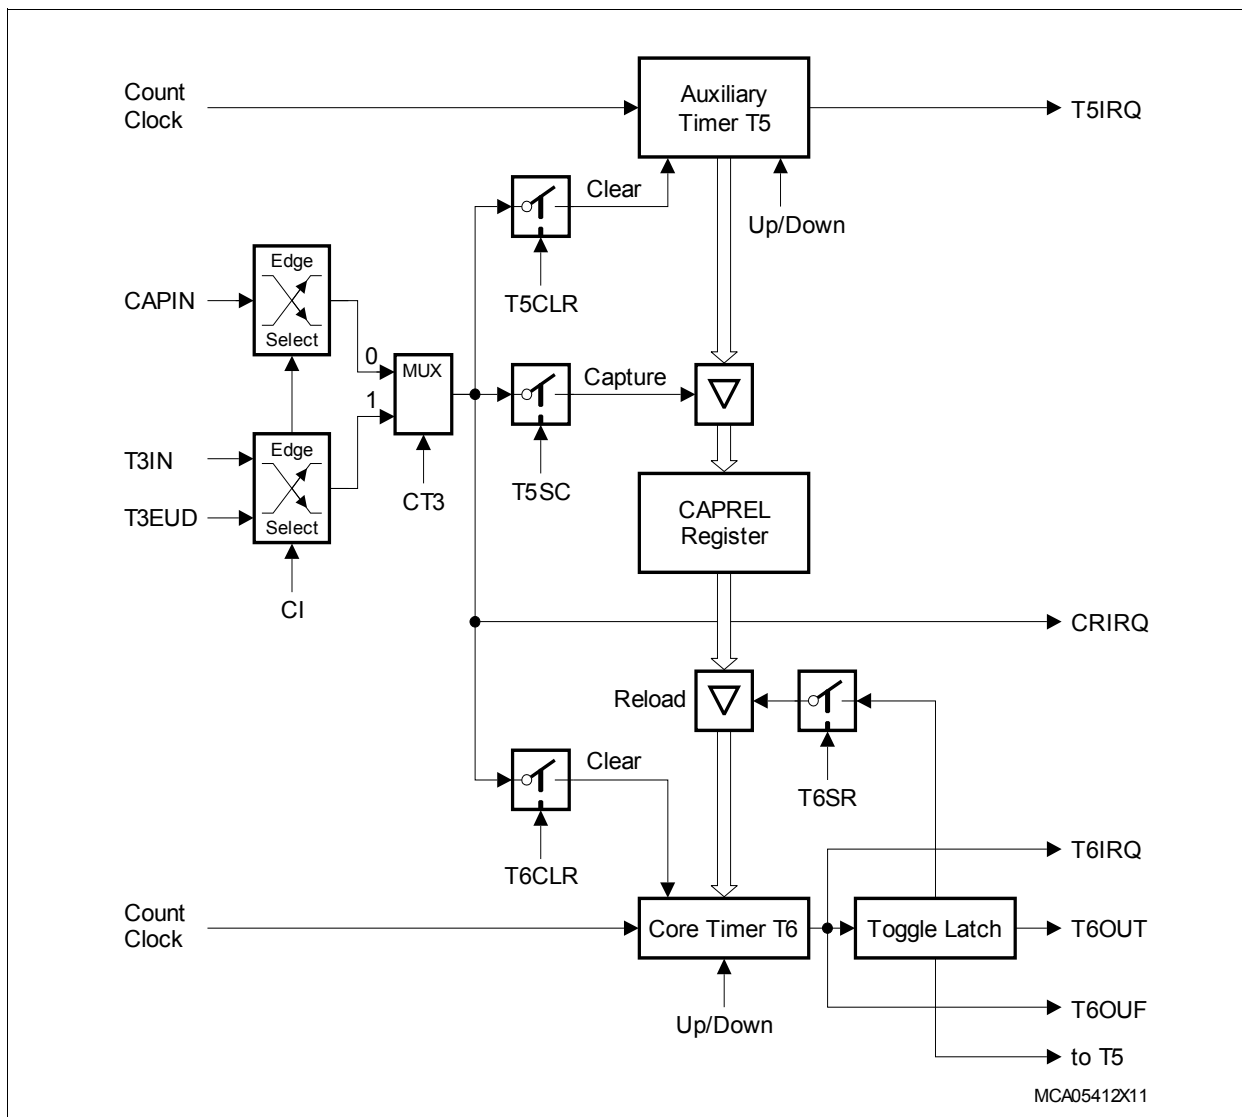 Count
Clock
Auxiliary
Timer T5
T5IRQ
Clear
Up/Down
T5CLR
Edge
Select
CAPIN
0
MUX
1
Capture
T3IN
T3EUD
Edge
Select
CT3
T5SC
CAPREL
Register
CI
CRIRQ
Reload
T6SR
Clear
T6CLR
T6IRQ
Count
Clock
Core Timer T6
Toggle Latch
T6OUT
Up/Down
T6OUF
to T5
MCA05412X11